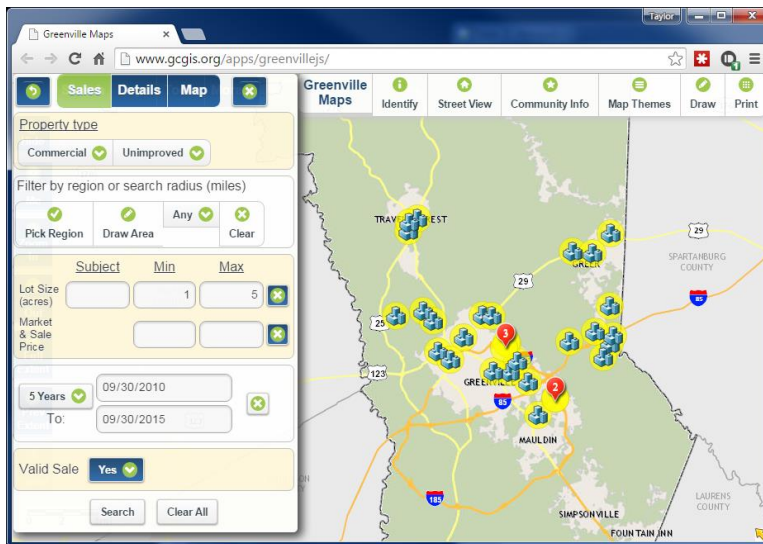 Taylor
Greenville Maps
www.gcgis.org/apps/greenvillejs/
Sales Details Map
Greenville Maps
Identify
Street View
Community Info
Map Themes
Draw
Print
Property type
Commercial Unimproved
Filter by region or search radius (miles)
Pick Region
Draw Area
Any
Clear
Subject Min Max
Lot Size (acres) 1 5
Market & Sale Price
5 Years 09/30/2010
To: 09/30/2015
Valid Sale Yes
Search Clear All
29
SPARTANBURG
COUNTY
85
29
25
3
123
GREENVILLE
2
85
MAULDIN
185
SIMPSONVILLE
LAURENS
COUNTY
FOUNTAIN INN